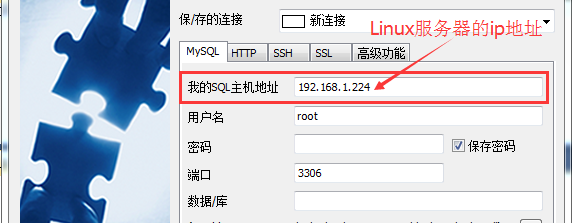 保/存的连接
新连接
Linux服务器的ip地址
MySQL HTTP SSH SSL 高级功能
我的SQL主机地址 192.168.1.224
用户名 root
密码 保存密码
端口 3306
数据/库